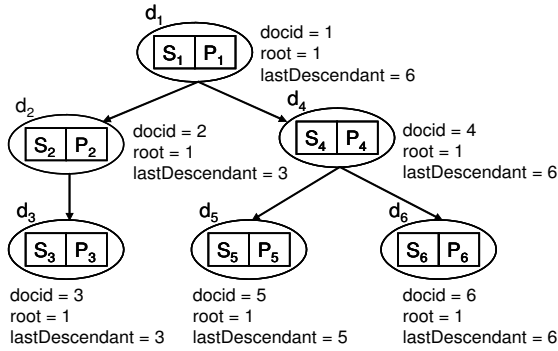 d1
S1 P1
docid = 1
root = 1
lastDescendant = 6
d2
S2 P2
docid = 2
root = 1
lastDescendant = 3
d4
S4 P4
docid = 4
root = 1
lastDescendant = 6
d3
S3 P3
docid = 3
root = 1
lastDescendant = 3
d5
S5 P5
docid = 5
root = 1
lastDescendant = 5
d6
S6 P6
docid = 6
root = 1
lastDescendant = 6